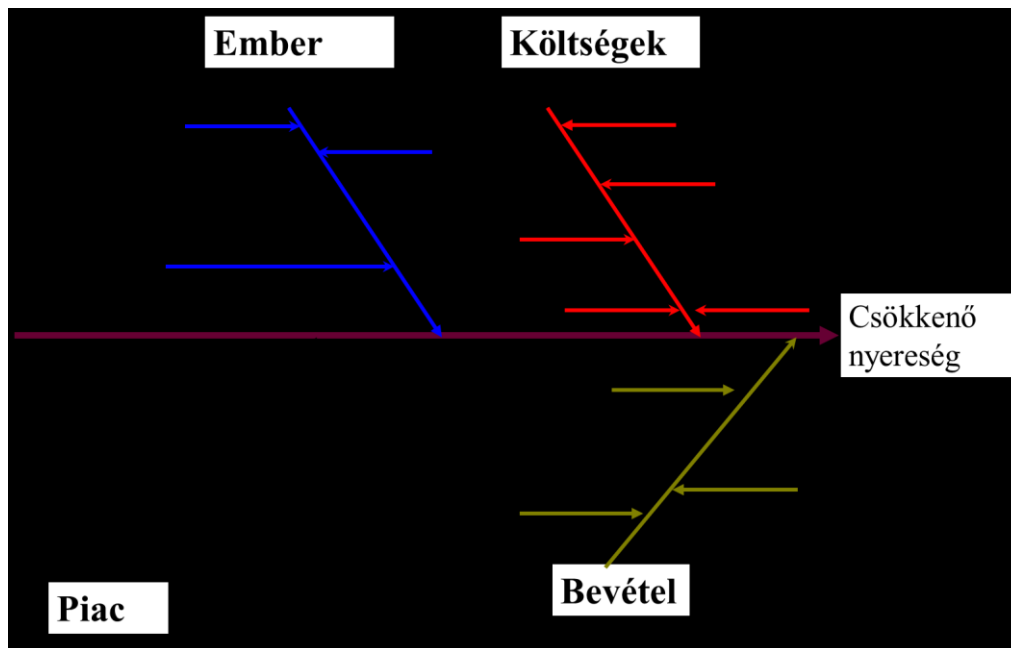 Ember
Költségek
Csökkenő
nyereség
Bevétel
Piac